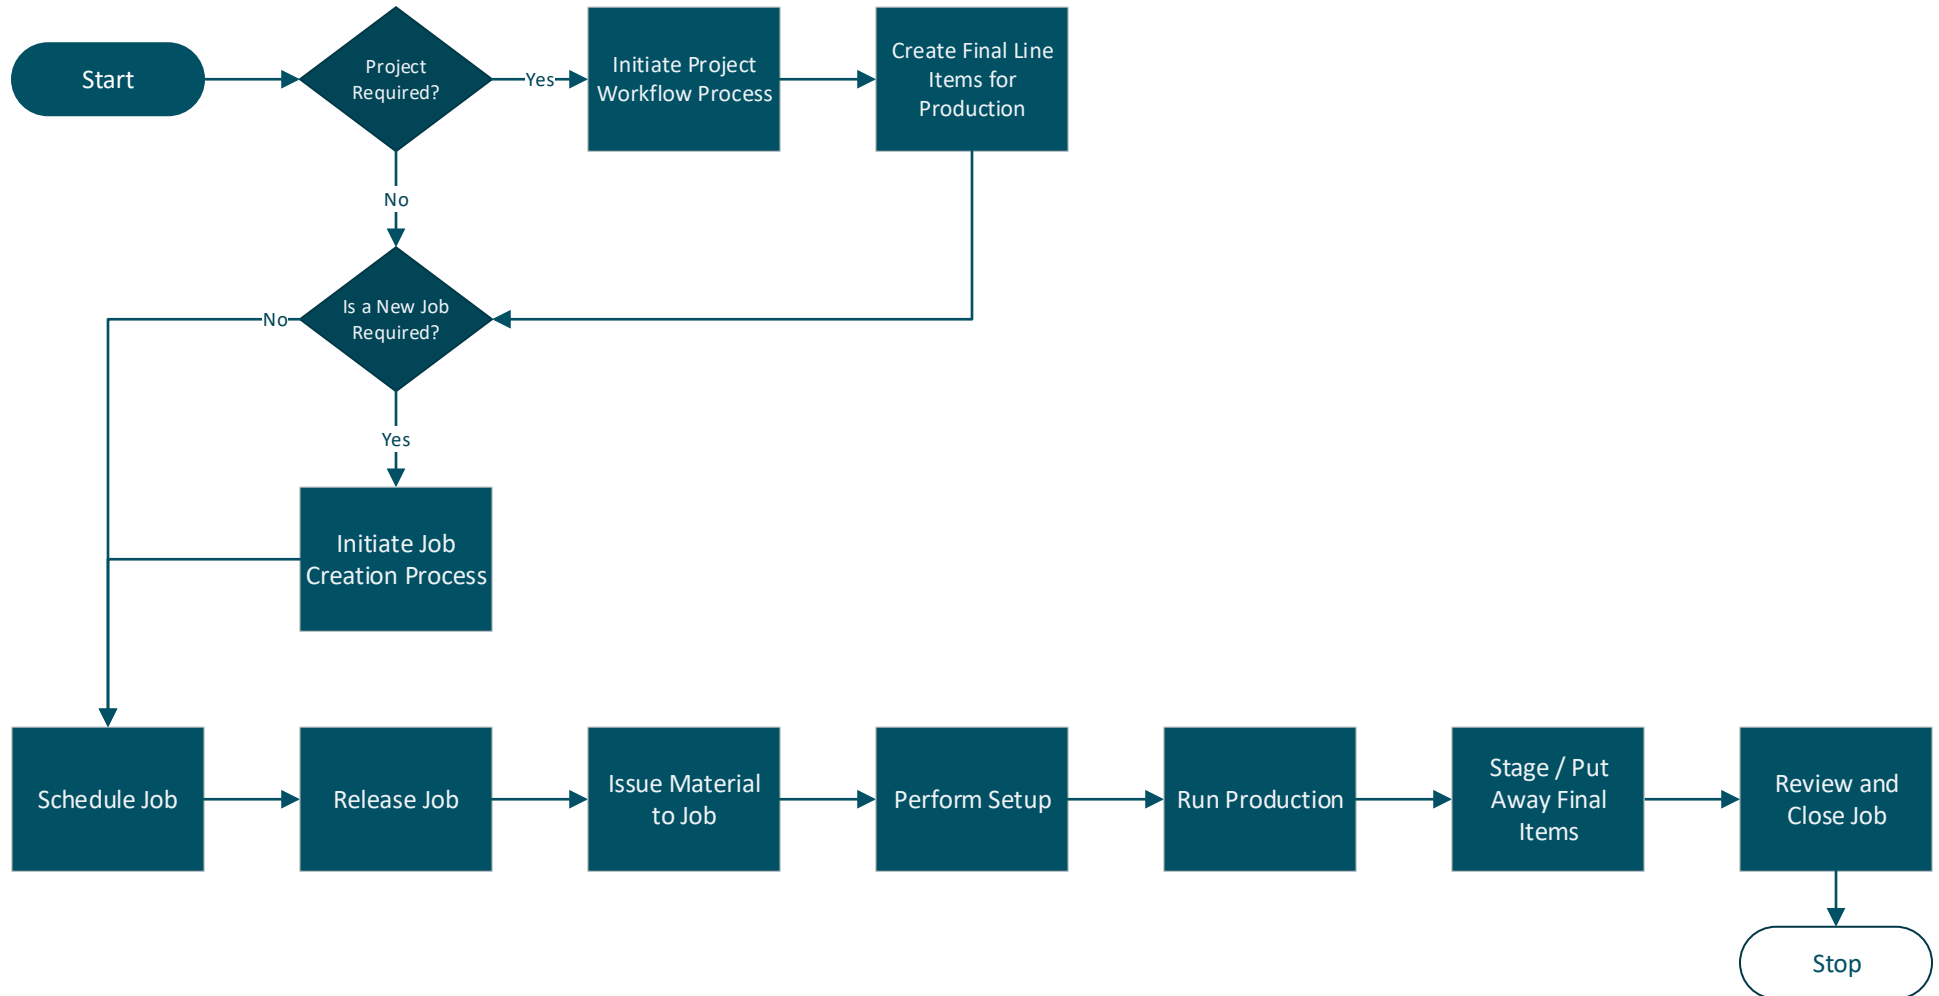 Start
Project
Required?
Yes
Initiate Project
Workflow Process
Create Final Line
Items for
Production
No
Is a New Job
Required?
No
Yes
Initiate Job
Creation Process
Schedule Job
Release Job
Issue Material
to Job
Perform Setup
Run Production
Stage / Put
Away Final
Items
Review and
Close Job
Stop